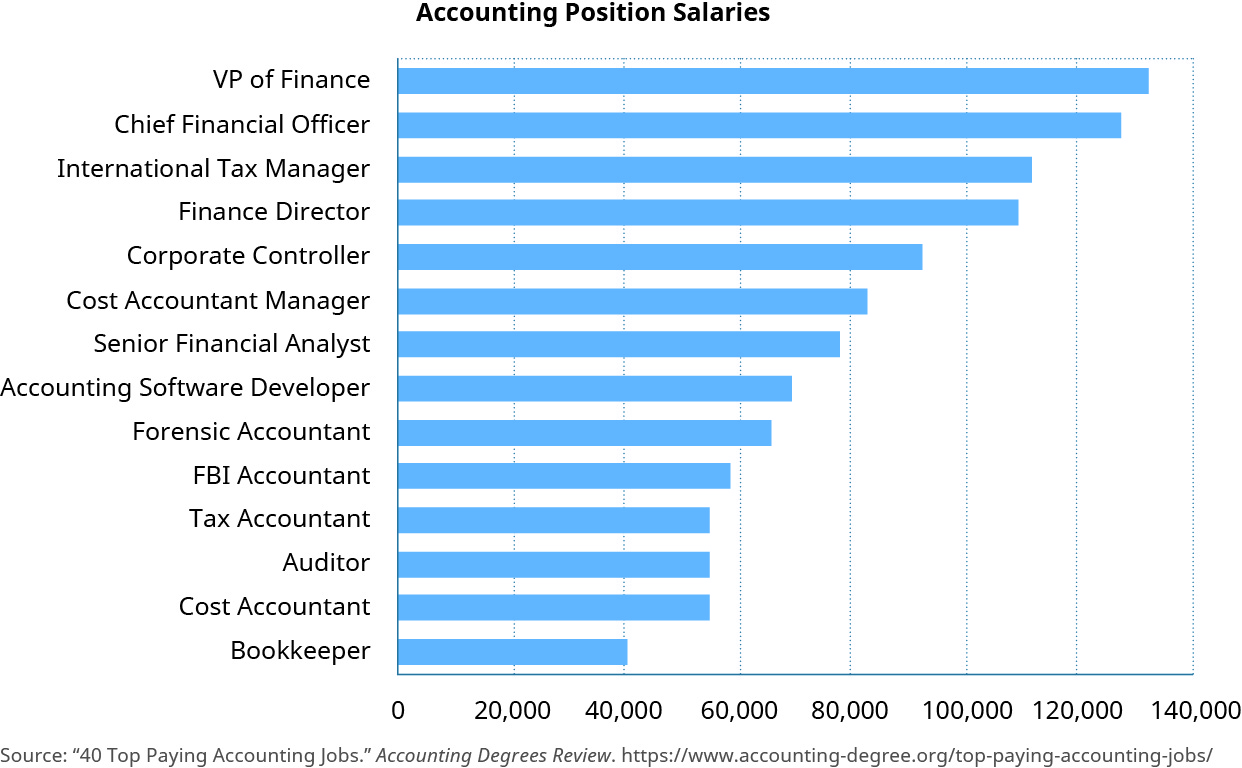 Accounting Position Salaries
VP of Finance
Chief Financial Officer
International Tax Manager
Finance Director
Corporate Controller
Cost Accountant Manager
Senior Financial Analyst
Accounting Software Developer
Forensic Accountant
FBI Accountant
Tax Accountant
Auditor
Cost Accountant
Bookkeeper
0 20,000 40,000 60,000 80,000 100,000 120,000 140,000
Source: “40 Top Paying Accounting Jobs.” Accounting Degrees Review. https://www.accounting-degree.org/top-paying-accounting-jobs/